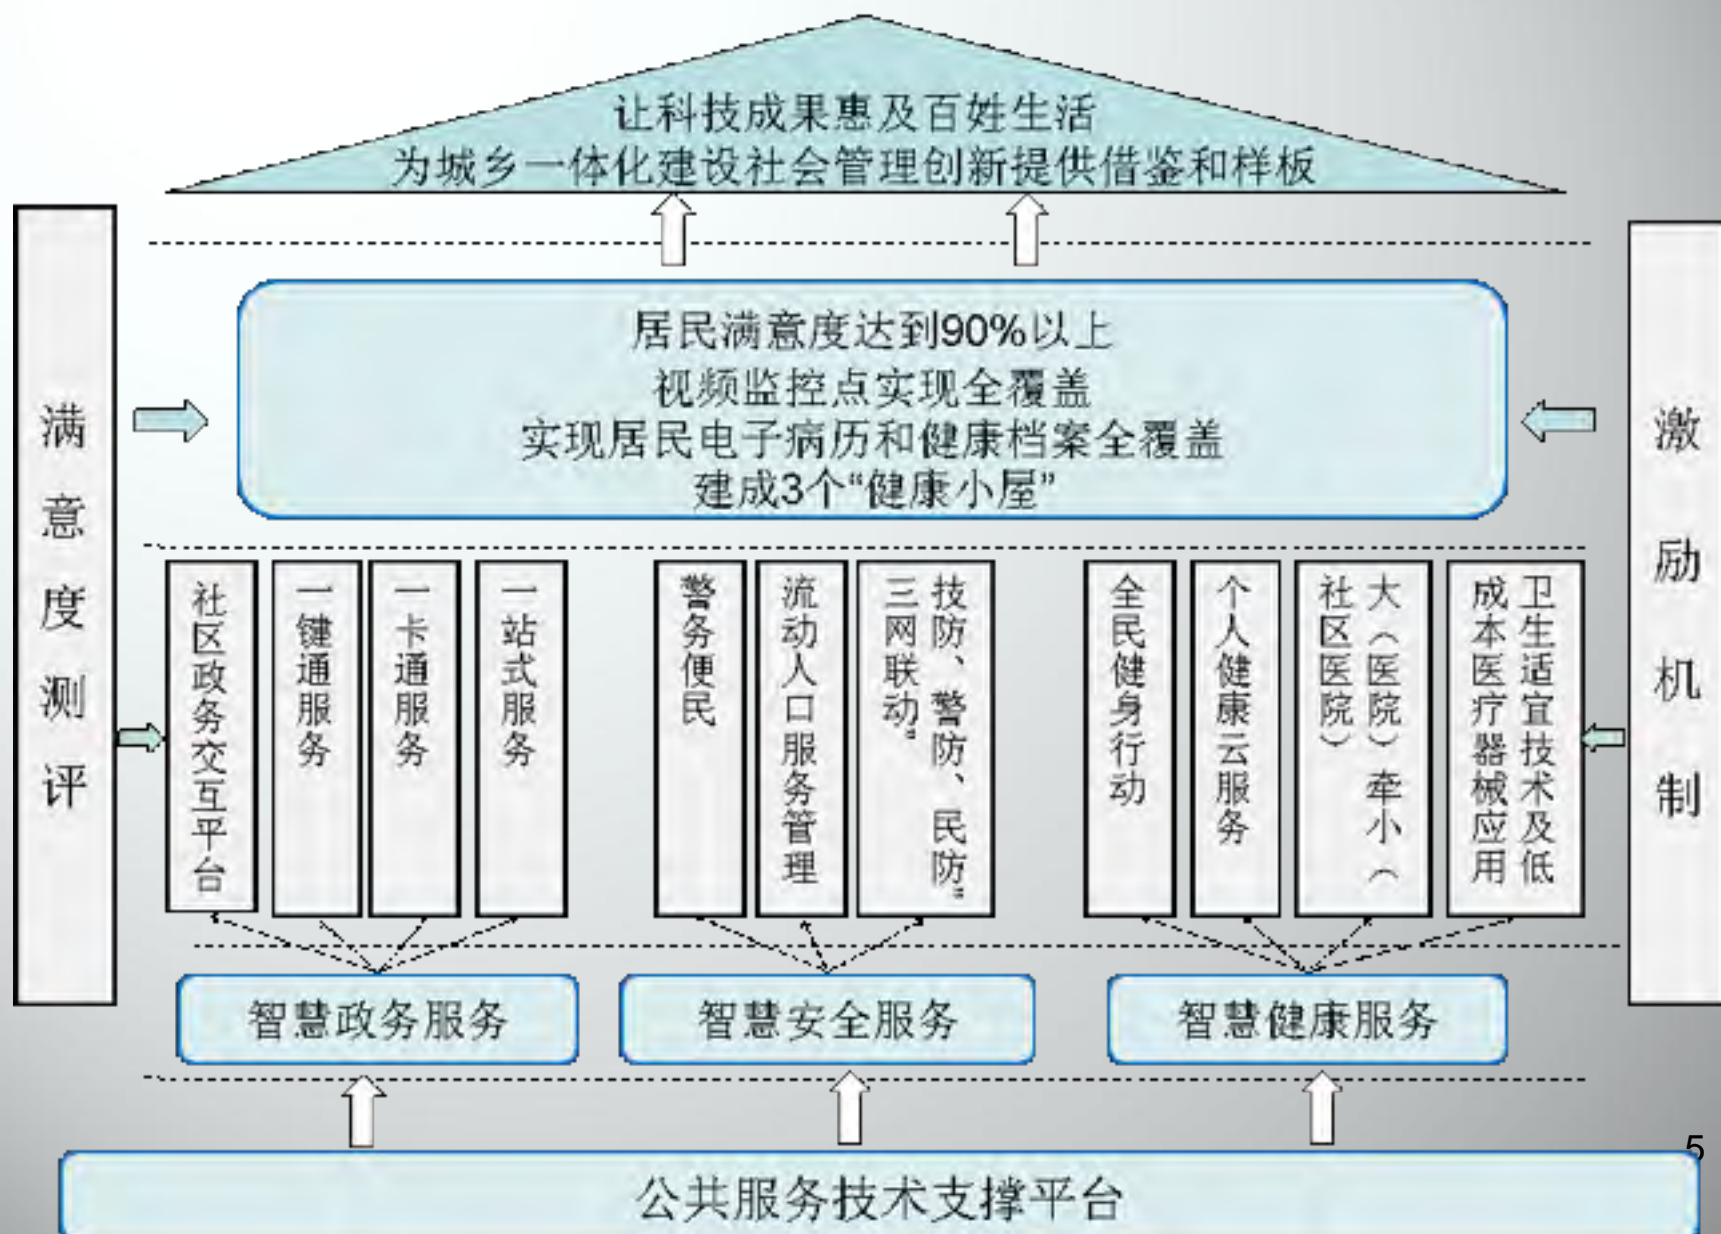 让科技成果惠及百姓生活
为城乡一体化建设社会管理创新提供借鉴和样板
满意度测评
居民满意度达到90%以上
视频监控点实现全覆盖
实现居民电子病历和健康档案全覆盖
建成3个“健康小屋”
激励机制
社区政务交互平台
一键通服务
一卡通服务
一站式服务
警务便民
流动人口服务管理
技防、警防、民防”
三网联动”
全民健身行动
个人健康云服务
大（医院）牵小（
社区医院）
卫生适宜技术及低
成本医疗器械应用
智慧政务服务
智慧安全服务
智慧健康服务
公共服务技术支撑平台
5